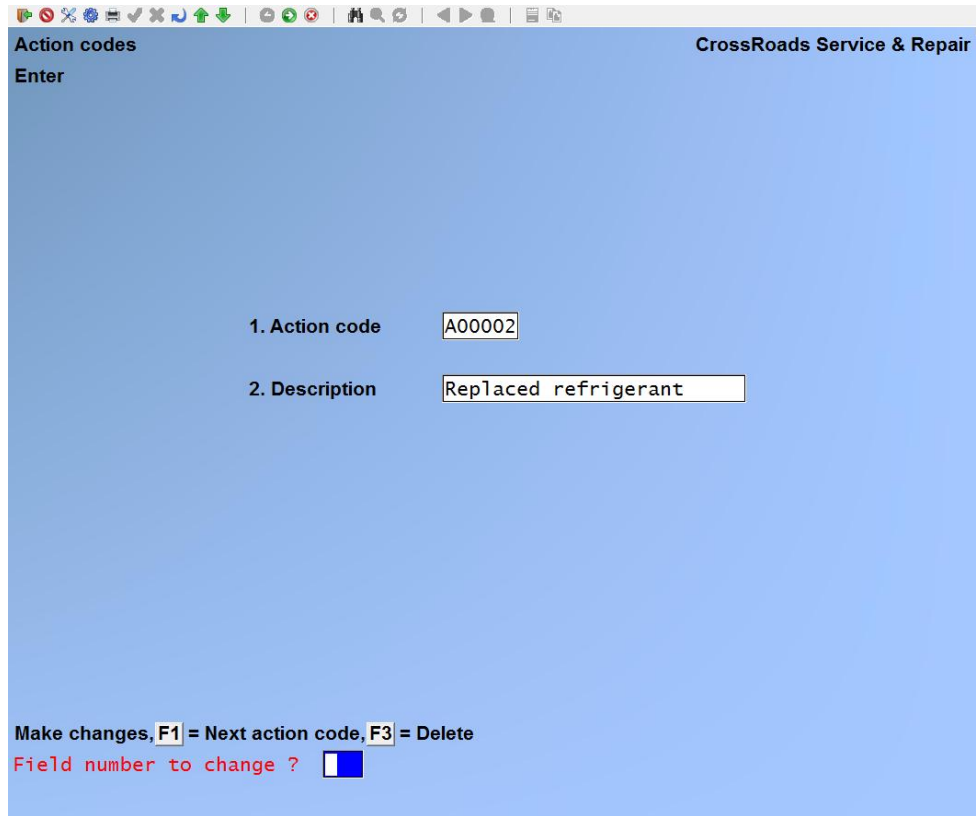 Action codes CrossRoads Service & Repair
Enter
1. Action code A00002
2. Description Replaced refrigerant
Make changes, F1 = Next action code, F3 = Delete
Field number to change ?